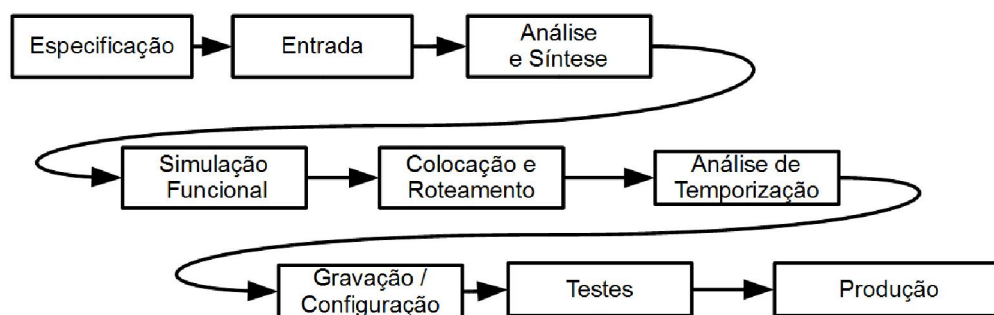 Especificação
Entrada
Análise
e Síntese
Simulação
Funcional
Colocação e
Roteamento
Análise de
Temporização
Gravação /
Configuração
Testes
Produção